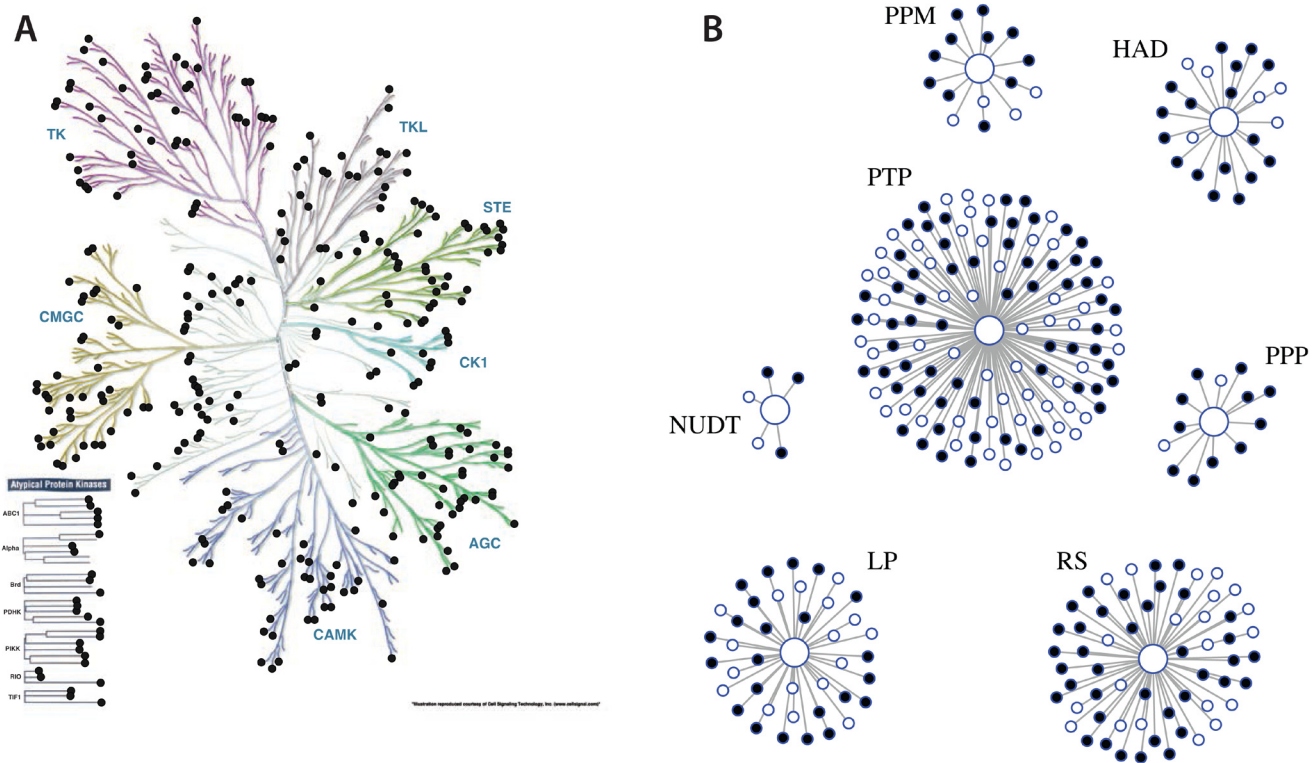 A
B
PPM
HAD
TK
TKL
PTP
STE
CMGC
CK1
PPP
NUDT
Atypical Protein Kinases
ABC1
AGC
Alpha
LP
RS
Brd
PDHK
CAMK
PIKK
RIO
TIF1
"Illustration reproduced courtesy of Cell Signaling Technology, Inc. (www.cellsignal.com)"